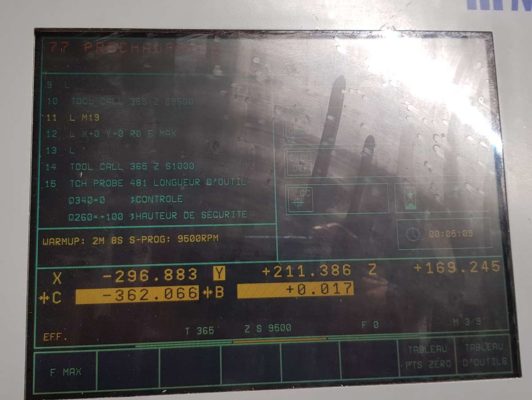 77
9 L
10 TOOL CALL 365 Z S9500
11 L M19
12 L X+0 Y+0 R0 F MAX
13 L
14 TOOL CALL 365 Z S1000
15 TCH PROBE 481 LONGUEUR D'OUTIL
Q340=0 ;CONTROLE
Q260=+100 ;HAUTEUR DE SECURITE
WARMUP: 2M 8S S-PROG: 9500RPM
00:05:09
X -296.883 Y +211.386 Z +169.245
C -362.066 B +0.017
EFF. T 365 Z S 9500 F 0 M
F MAX
TABLEAU PTS ZERO
TABLEAU D'OUTILS